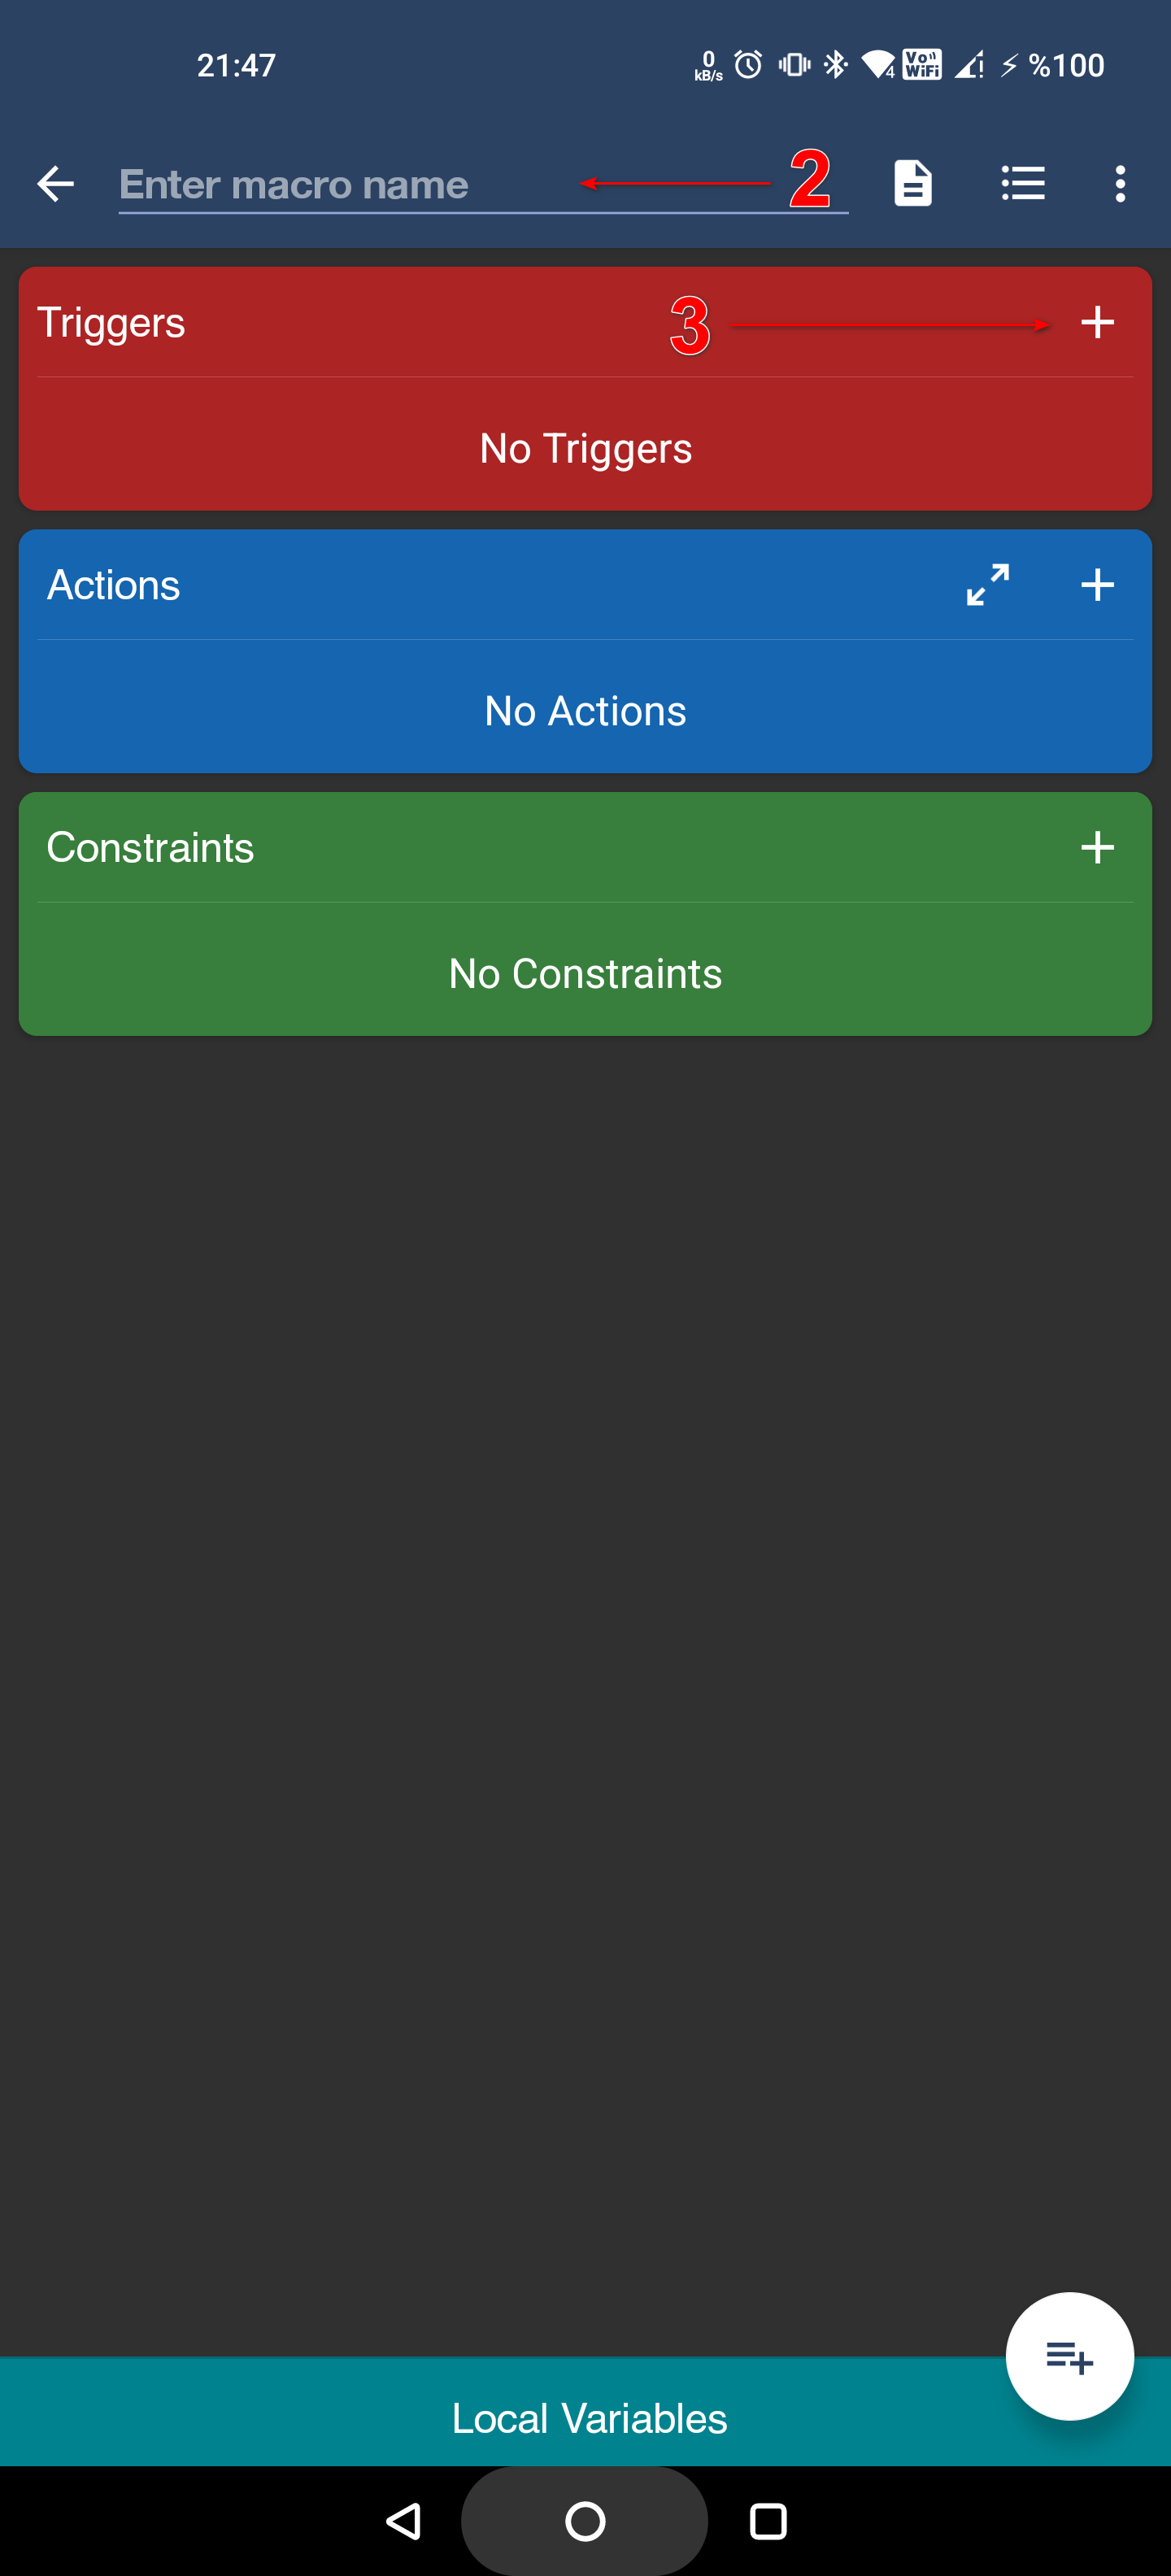 21:47 0 kB/s 4 Vo WiFi ! %100
Enter macro name 2
Triggers 3 +
No Triggers
Actions +
No Actions
Constraints +
No Constraints
Local Variables